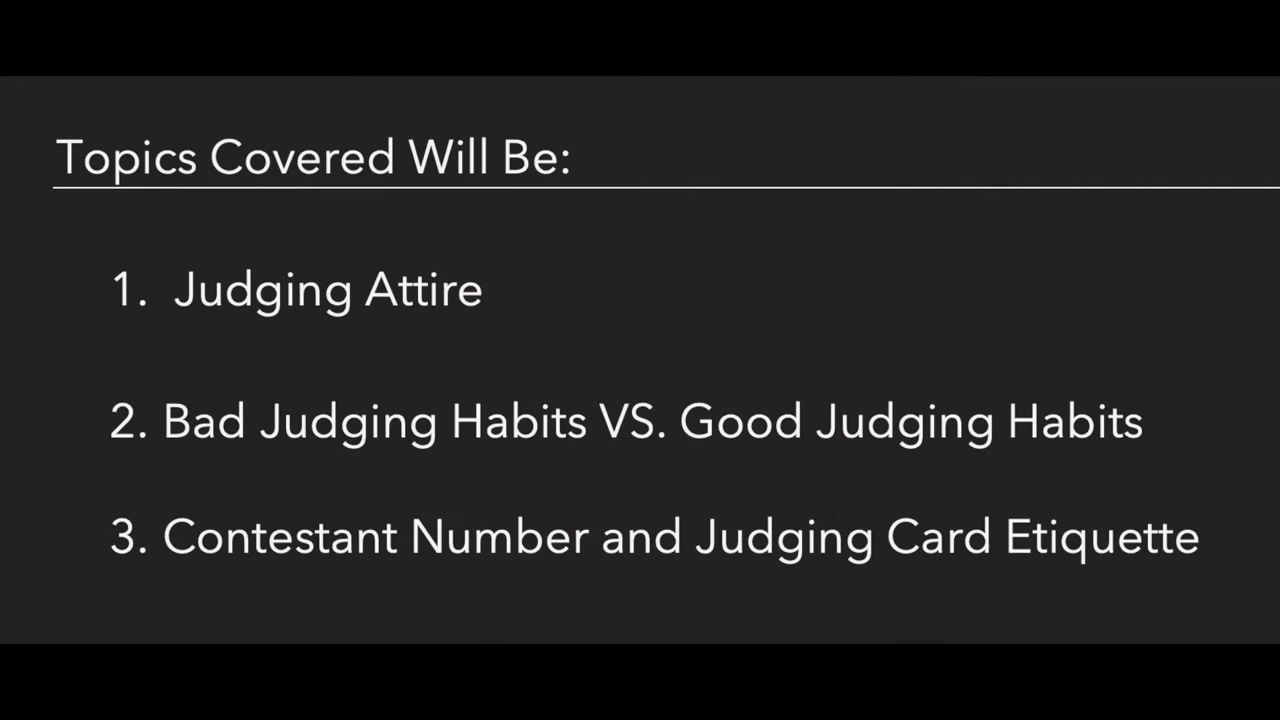 Topics Covered Will Be:
1. Judging Attire
2. Bad Judging Habits VS. Good Judging Habits
3. Contestant Number and Judging Card Etiquette